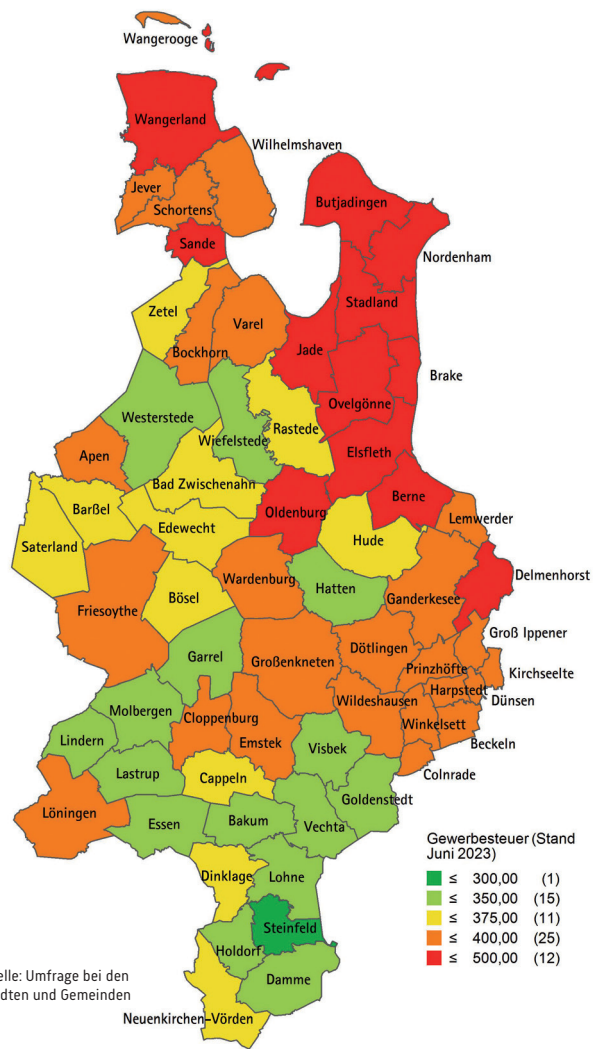 Wangerooge
Wangerland
Wilhelmshaven
Jever
Schortens
Butjadingen
Sande
Nordenham
Stadland
Zetel
Varel
Jade
Bockhorn
Brake
Ovelgönne
Westerstede
Rastede
Wiefelstede
Elsfleth
Apen
Bad Zwischenahn
Berne
Barßel
Oldenburg
Lemwerder
Edewecht
Hude
Saterland
Delmenhorst
Wardenburg
Hatten
Bösel
Ganderkesee
Friesoythe
Groß Ippener
Dötlingen
Garrel
Großenkneten
Prinzhöfte
Kirchseelte
Harpstedt
Dünsen
Molbergen
Wildeshausen
Cloppenburg
Winkelsett
Lindern
Emstek
Visbek
Beckeln
Lastrup
Cappeln
Colnrade
Goldenstedt
Löningen
Bakum
Essen
Vechta
Dinklage
Lohne
Steinfeld
Holdorf
Damme
Neuenkirchen-Vörden
Gewerbesteuer (Stand
Juni 2023)
≤ 300,00 (1)
≤ 350,00 (15)
≤ 375,00 (11)
≤ 400,00 (25)
≤ 500,00 (12)
elle: Umfrage bei den
dten und Gemeinden